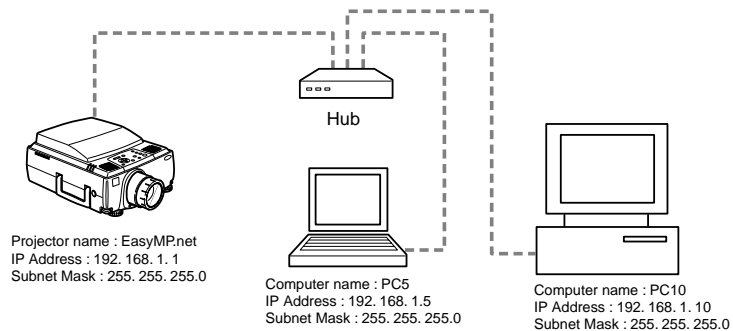 Hub
Projector name : EasyMP.net
IP Address : 192. 168. 1. 1
Subnet Mask : 255. 255. 255.0
Computer name : PC5
IP Address : 192. 168. 1.5
Subnet Mask : 255. 255. 255.0
Computer name : PC10
IP Address : 192. 168. 1. 10
Subnet Mask : 255. 255. 255.0